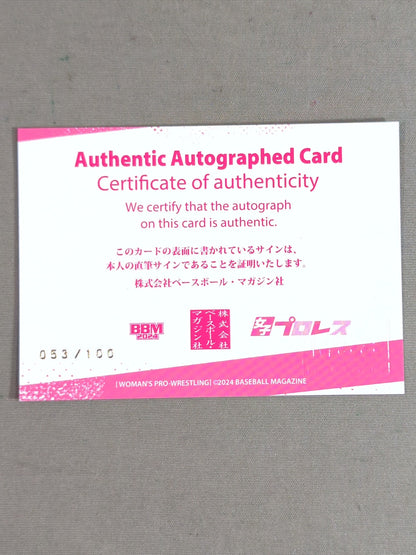 Authentic Autographed Card
Certificate of authenticity
We certify that the autograph
on this card is authentic.
このカードの表面に書かれているサインは、
本人の直筆サインであることを証明いたします。
株式会社ベースボール・マガジン社
BBM
2024
株式会社
ベースボール・
マガジン社
女子プロレス
053/100
[WOMAN'S PRO-WRESTLING] ©2024 BASEBALL MAGAZINE